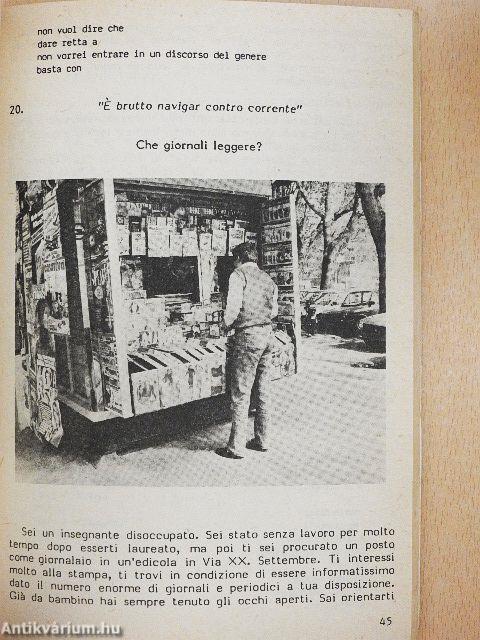 non vuol dire che
dare retta a
non vorrei entrare in un discorso del genere
basta con
20. "È brutto navigar contro corrente"
Che giornali leggere?
Sei un insegnante disoccupato. Sei stato senza lavoro per molto
tempo dopo esserti laureato, ma poi ti sei procurato un posto
come giornalaio in un'edicola in Via XX. Settembre. Ti interessi
molto alla stampa, ti trovi in condizione di essere informatissimo
dato il numero enorme di giornali e periodici a tua disposizione.
Già da bambino hai sempre tenuto gli occhi aperti. Sai orientarti
45
Antikvárium.hu